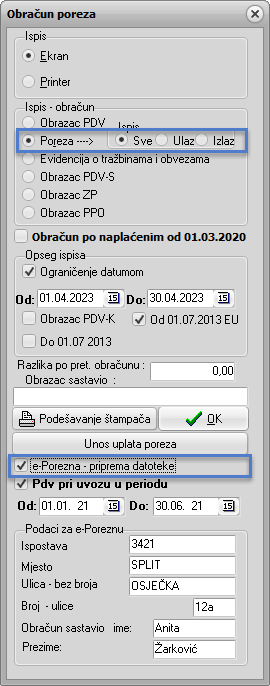 Obračun poreza
Ispis
Ekran
Printer
Ispis - obračun
Obrazac PDV
Ispis
Poreza ---->
Sve
Ulaz
Izlaz
Evidencija o tražbinama i obvezama
Obrazac PDV-S
Obrazac ZP
Obrazac PPO
Obračun po naplaćenim od 01.03.2020
Opseg ispisa
Ograničenje datumom
Od: 01.04.2023 15 Do: 30.04.2023 15
Obrazac PDV-K
Od 01.07.2013 EU
Do 01.07 2013
Razlika po pret. obračunu : 0,00
Obrazac sastavio :
Podešavanje štampača
OK
Unos uplata poreza
e-Porezna - priprema datoteke
Pdv pri uvozu u periodu
Od: 01.01. 21 15 Do: 30.06. 21 15
Podaci za e-Poreznu
Ispostava 3421
Mjesto SPLIT
Ulica - bez broja OSJEČKA
Broj - ulice 12a
Obračun sastavio ime: Anita
Prezime: Žarković